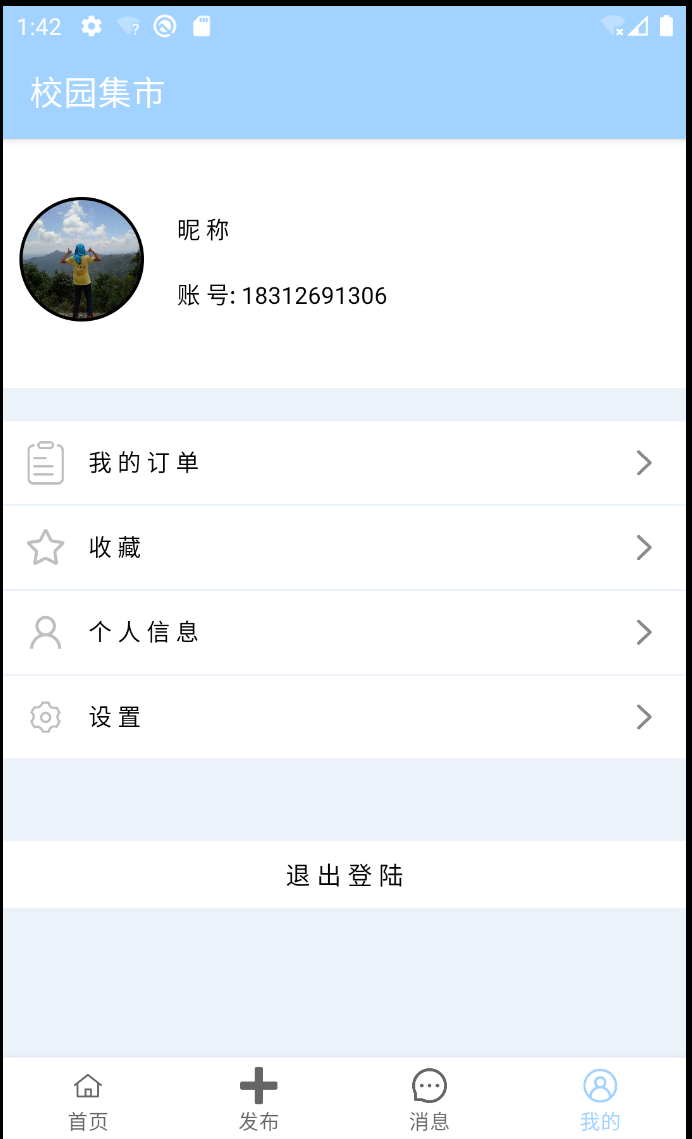 1:42
校园集市
昵 称
账 号: 18312691306
我 的 订 单
收 藏
个 人 信 息
设 置
退 出 登 陆
首页 发布 消息 我的